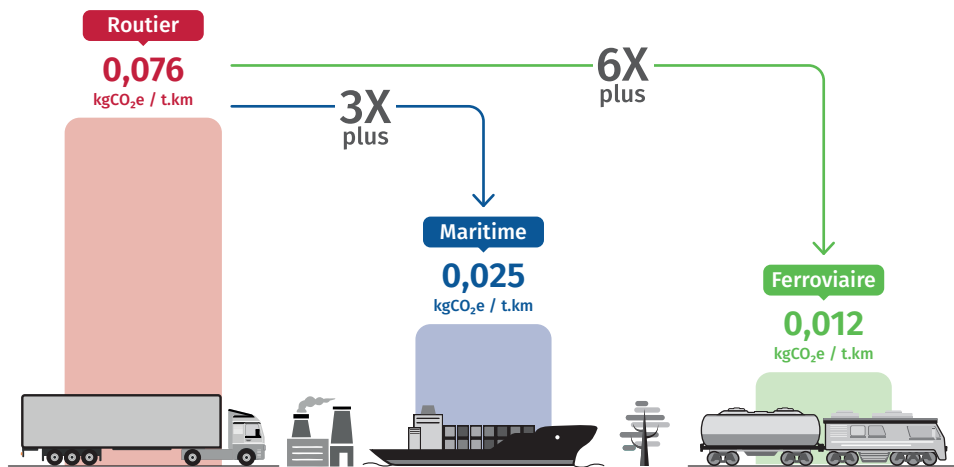 Routier
0,076
kgCO₂e / t.km
6X
plus
3X
plus
Maritime
0,025
kgCO₂e / t.km
Ferroviaire
0,012
kgCO₂e / t.km